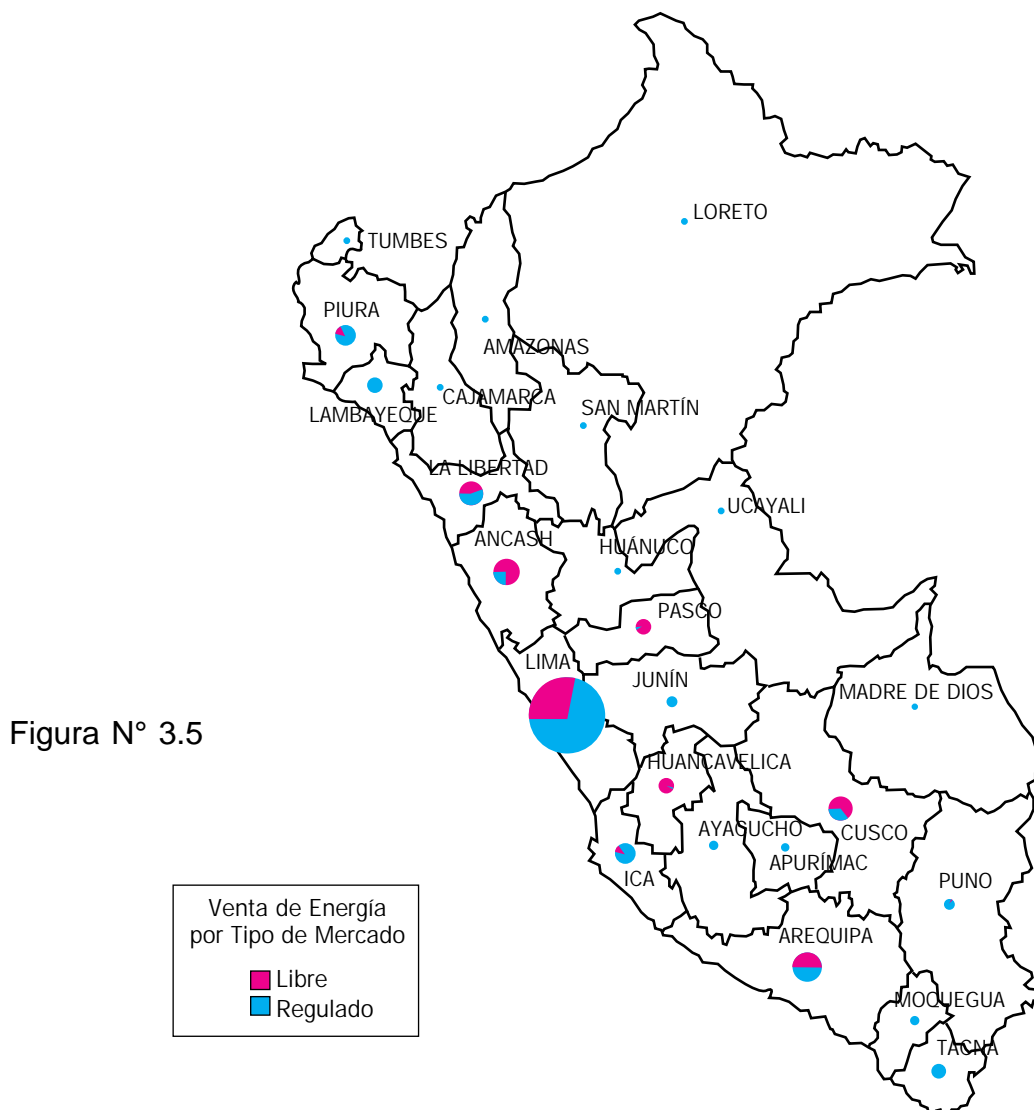 LORETO
TUMBES
PIURA
AMAZONAS
CAJAMARCA
SAN MARTÍN
LAMBAYEQUE
LA LIBERTAD
UCAYALI
ANCASH
HUÁNUCO
PASCO
LIMA
JUNÍN
MADRE DE DIOS
Figura N° 3.5
HUANCAVELICA
AYACUCHO
CUSCO
APURÍMAC
ICA
PUNO
Venta de Energía
por Tipo de Mercado
Libre
Regulado
AREQUIPA
MOQUEGUA
TACNA